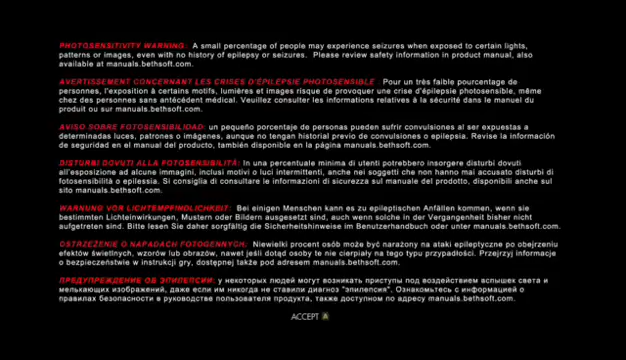 PHOTOSENSITIVITY WARNING: A small percentage of people may experience seizures when exposed to certain lights,
patterns or images, even with no history of epilepsy or seizures. Please review safety information in product manual, also
available at manuals.bethsoft.com.
AVERTISSEMENT CONCERNANT LES CRISES D'ÉPILEPSIE PHOTOSENSIBLE : Pour un très faible pourcentage de
personnes, l'exposition à certains motifs, lumières et images risque de provoquer une crise d'épilepsie photosensible, même
chez des personnes sans antécédent médical. Veuillez consulter les informations relatives à la sécurité dans le manuel du
produit ou sur manuals.bethsoft.com.
AVISO SOBRE FOTOSENSIBILIDAD: un pequeño porcentaje de personas pueden sufrir convulsiones al ser expuestas a
determinadas luces, patrones o imágenes, aunque no tengan historial previo de convulsiones o epilepsia. Revise la información
de seguridad en el manual del producto, también disponible en la página manuals.bethsoft.com.
DISTURBI DOVUTI ALLA FOTOSENSIBILITÀ: In una percentuale minima di utenti potrebbero insorgere disturbi dovuti
all'esposizione ad alcune immagini, inclusi motivi o luci intermittenti, anche nei soggetti che non hanno mai accusato disturbi di
fotosensibilità o epilessia. Si consiglia di consultare le informazioni di sicurezza sul manuale del prodotto, disponibili anche sul
sito manuals.bethsoft.com.
WARNUNG VOR LICHTEMPFINDLICHKEIT: Bei einigen Menschen kann es zu epileptischen Anfällen kommen, wenn sie
bestimmten Lichteinwirkungen, Mustern oder Bildern ausgesetzt sind, auch wenn solche in der Vergangenheit bisher nicht
aufgetreten sind. Bitte lesen Sie daher sorgfältig die Sicherheitshinweise im Benutzerhandbuch oder unter manuals.bethsoft.com.
OSTRZEŻENIE O NAPADACH FOTOGENNYCH: Niewielki procent osób może być narażony na ataki epileptyczne po obejrzeniu
efektów świetlnych, wzorów lub obrazów, nawet jeśli dotąd osoby te nie cierpiały na tego typu przypadłości. Przejrzyj informacje
o bezpieczeństwie w instrukcji gry, dostępnej także pod adresem manuals.bethsoft.com.
ПРЕДУПРЕЖДЕНИЕ ОБ ЭПИЛЕПСИИ: у некоторых людей могут возникать приступы под воздействием вспышек света и
мелькающих изображений, даже если им никогда не ставили диагноз "эпилепсия". Ознакомьтесь с информацией о
правилах безопасности в руководстве пользователя продукта, также доступном по адресу manuals.bethsoft.com.
ACCEPT A